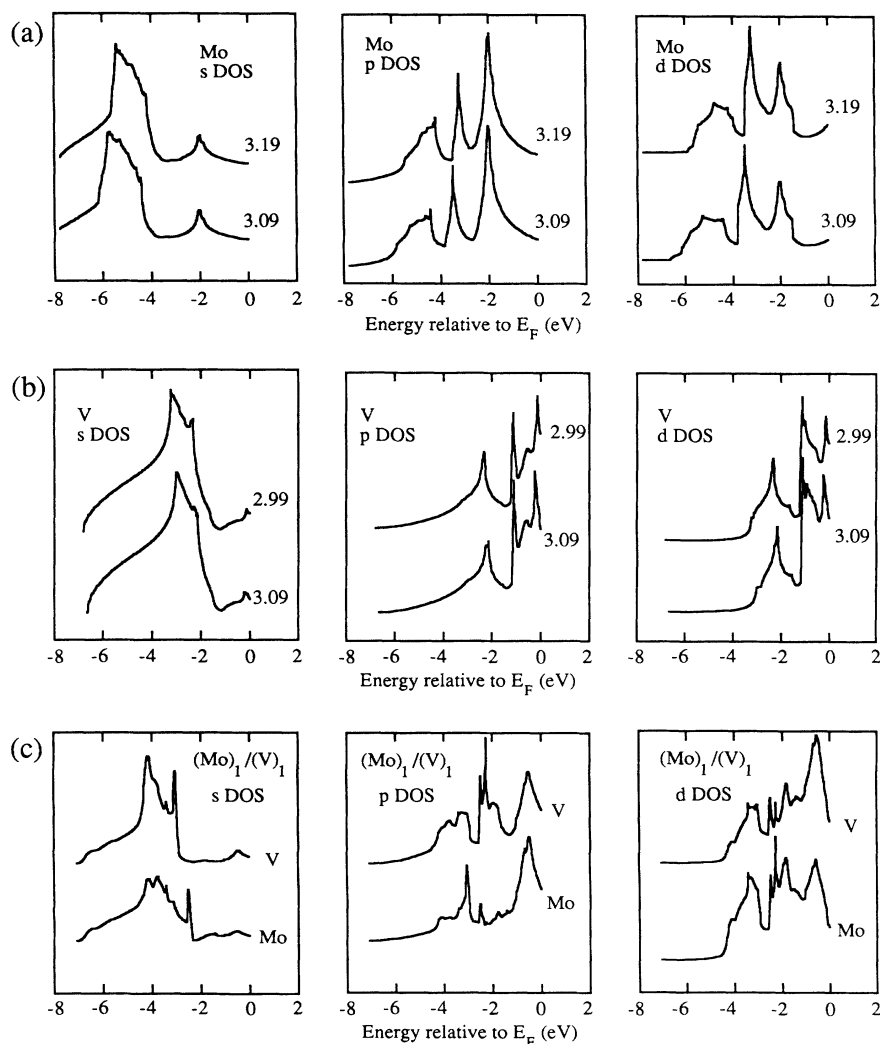 (a)
Mo
s DOS
3.19
3.09
-8 -6 -4 -2 0 2
Mo
p DOS
3.19
3.09
-8 -6 -4 -2 0 2
Mo
d DOS
3.19
3.09
-8 -6 -4 -2 0 2
Energy relative to E_F (eV)
(b)
V
s DOS
2.99
3.09
-8 -6 -4 -2 0 2
V
p DOS
2.99
3.09
-8 -6 -4 -2 0 2
V
d DOS
2.99
3.09
-8 -6 -4 -2 0 2
Energy relative to E_F (eV)
(c)
(Mo)_1/(V)_1
s DOS
V
Mo
-8 -6 -4 -2 0 2
(Mo)_1/(V)_1
p DOS
V
Mo
-8 -6 -4 -2 0 2
(Mo)_1/(V)_1
d DOS
V
Mo
-8 -6 -4 -2 0 2
Energy relative to E_F (eV)